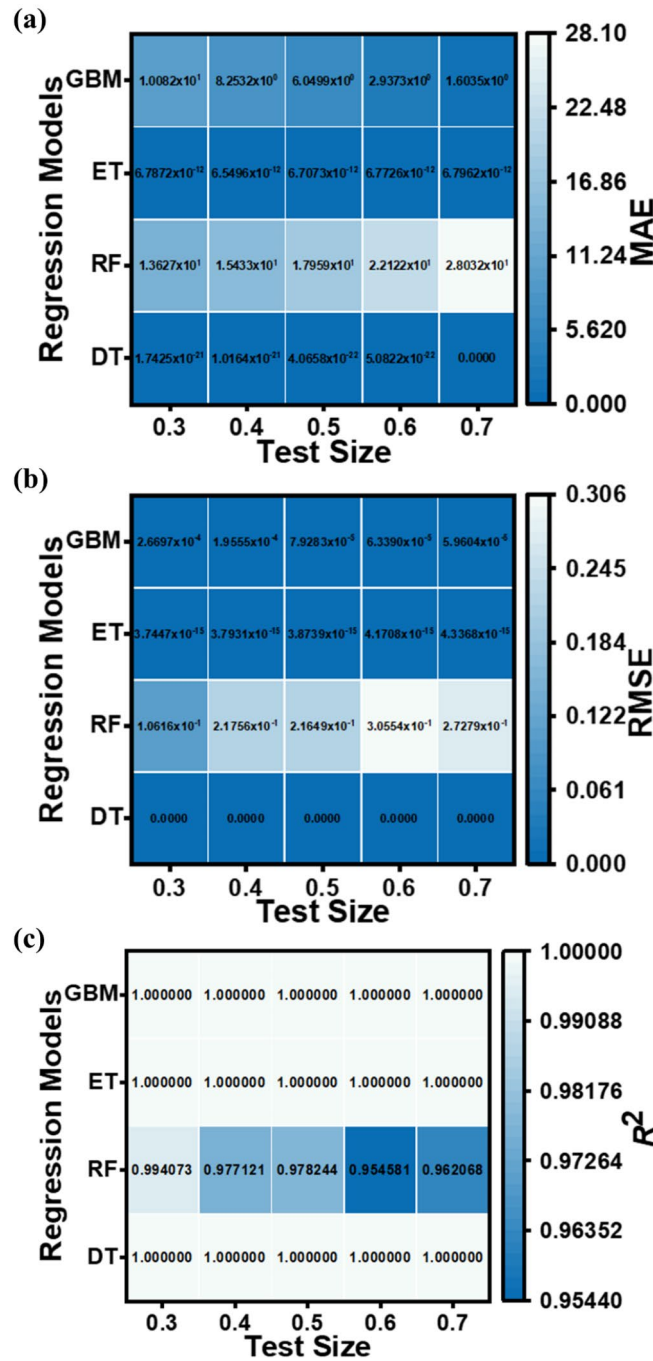 (a)
28.10
GBM 1.0082x10¹ 8.2532x10⁰ 6.0499x10⁰ 2.9373x10⁰ 1.6035x10⁰
22.48
ET 6.7872x10⁻¹² 6.5496x10⁻¹² 6.7073x10⁻¹² 6.7726x10⁻¹² 6.7962x10⁻¹²
16.86
11.24
RF 1.3627x10¹ 1.5433x10¹ 1.7959x10¹ 2.2122x10¹ 2.8032x10¹
5.620
DT 1.7425x10⁻²¹ 1.0164x10⁻²¹ 4.0658x10⁻²² 5.0822x10⁻²² 0.0000
0.000
Regression Models
MAE
0.3 0.4 0.5 0.6 0.7
Test Size
(b)
0.306
GBM 2.6697x10⁻⁴ 1.9555x10⁻⁴ 7.9283x10⁻⁵ 6.3390x10⁻⁵ 5.9604x10⁻⁵
0.245
ET 3.7447x10⁻¹⁵ 3.7931x10⁻¹⁵ 3.8739x10⁻¹⁵ 4.1708x10⁻¹⁵ 4.3368x10⁻¹⁵
0.184
0.122
RF 1.0616x10⁻¹ 2.1756x10⁻¹ 2.1649x10⁻¹ 3.0554x10⁻¹ 2.7279x10⁻¹
0.061
DT 0.0000 0.0000 0.0000 0.0000 0.0000
0.000
Regression Models
RMSE
0.3 0.4 0.5 0.6 0.7
Test Size
(c)
1.00000
GBM 1.000000 1.000000 1.000000 1.000000 1.000000
0.99088
ET 1.000000 1.000000 1.000000 1.000000 1.000000
0.98176
0.97264
RF 0.994073 0.977121 0.978244 0.954581 0.962068
0.96352
DT 1.000000 1.000000 1.000000 1.000000 1.000000
0.95440
Regression Models
R²
0.3 0.4 0.5 0.6 0.7
Test Size